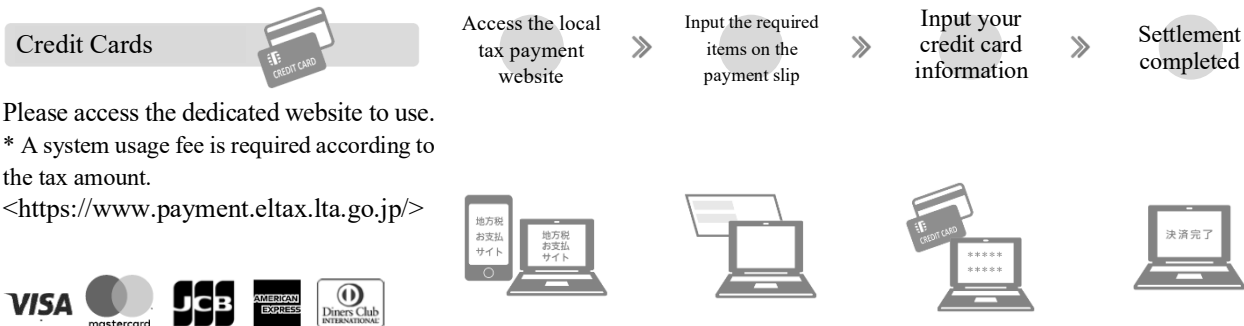 Credit Cards
CREDIT CARD
Please access the dedicated website to use.
* A system usage fee is required according to
the tax amount.
<https://www.payment.eltax.lta.go.jp/>
VISA
mastercard
JCB
AMERICAN
EXPRESS
Diners Club
INTERNATIONAL
Access the local
tax payment
website
»
Input the required
items on the
payment slip
»
Input your
credit card
information
»
Settlement
completed
地方税
お支払
サイト
地方税
お支払
サイト
CREDIT CARD
*****
*****
決済完了